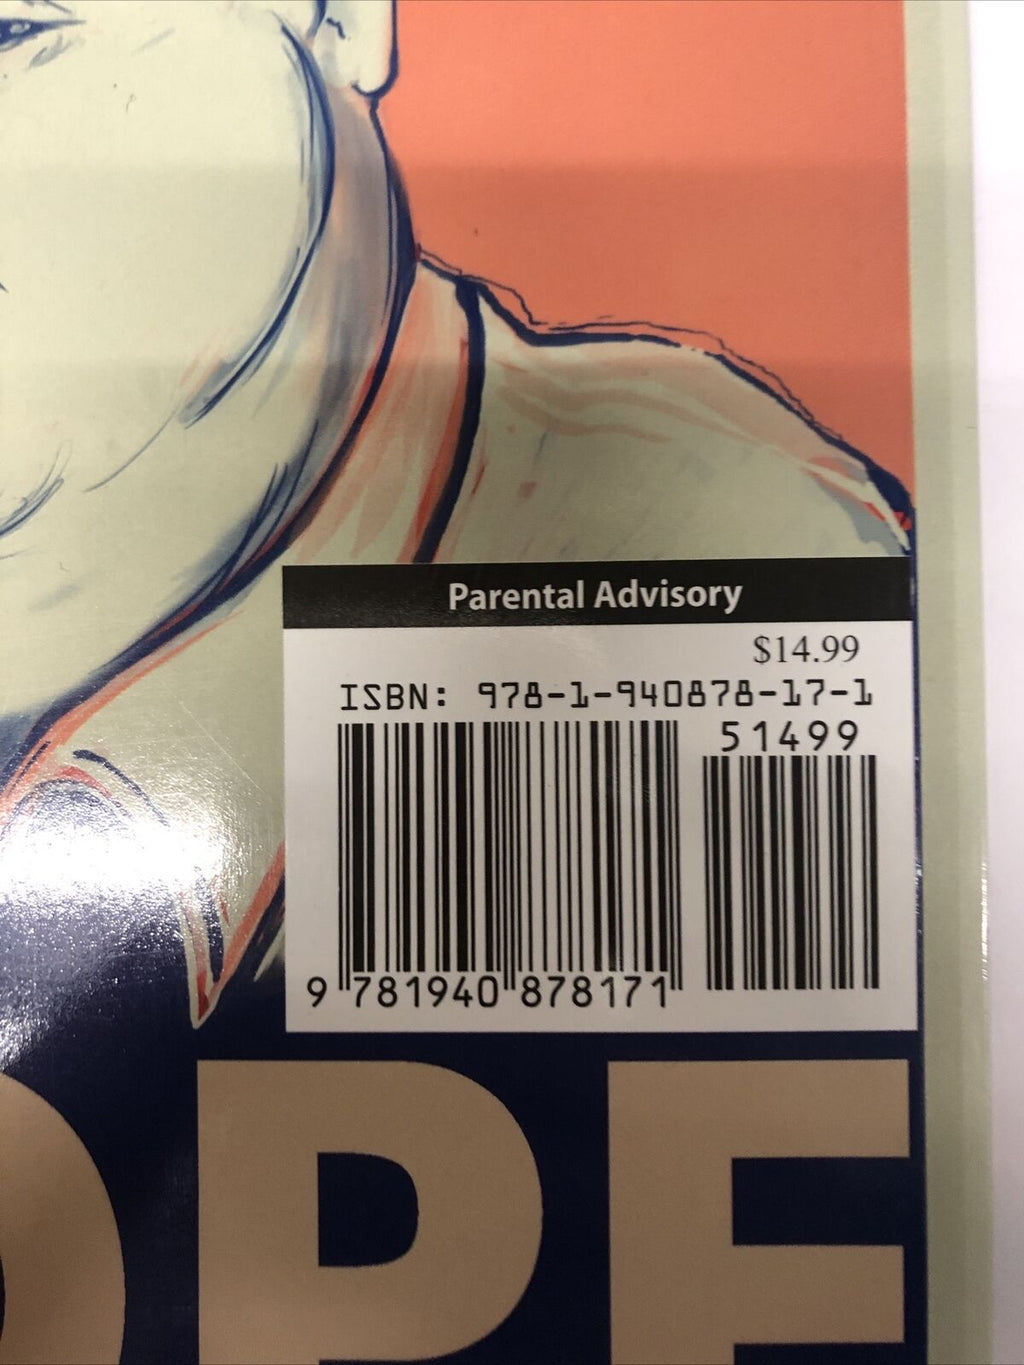 Parental Advisory
$14.99
ISBN: 978-1-940878-17-1
51499
9 781940 878171
OPE